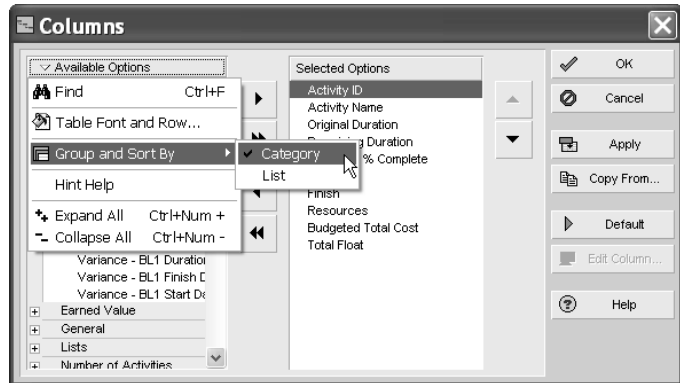 Columns
Available Options
Find Ctrl+F
Table Font and Row...
Group and Sort By
Hint Help
Expand All Ctrl+Num +
Collapse All Ctrl+Num -
Category
List
Variance - BL1 Duration
Variance - BL1 Finish
Variance - BL1 Start
Earned Value
General
Lists
Number of Activities
Selected Options
Activity ID
Activity Name
Original Duration
Duration
% Complete
Finish
Resources
Budgeted Total Cost
Total Float
OK
Cancel
Apply
Copy From...
Default
Edit Column...
Help